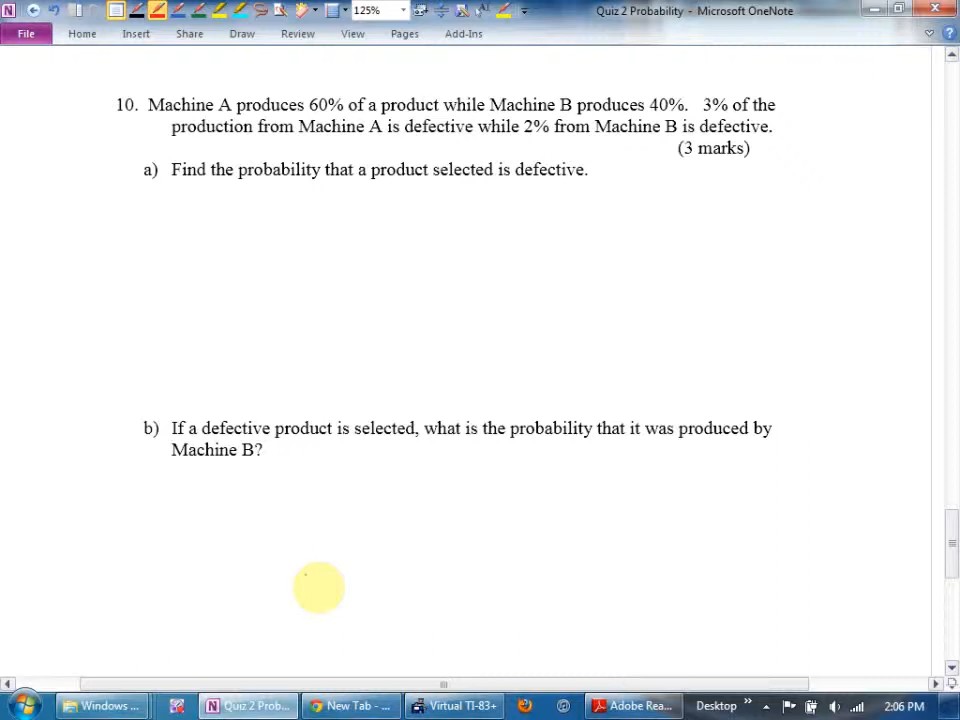 125%
Quiz 2 Probability - Microsoft OneNote
File Home Insert Share Draw Review View Pages Add-Ins
10. Machine A produces 60% of a product while Machine B produces 40%. 3% of the
production from Machine A is defective while 2% from Machine B is defective.
(3 marks)
a) Find the probability that a product selected is defective.
b) If a defective product is selected, what is the probability that it was produced by
Machine B?
Windows ... Quiz 2 Prob... New Tab - ... Virtual TI-83+ Adobe Rea... Desktop 2:06 PM